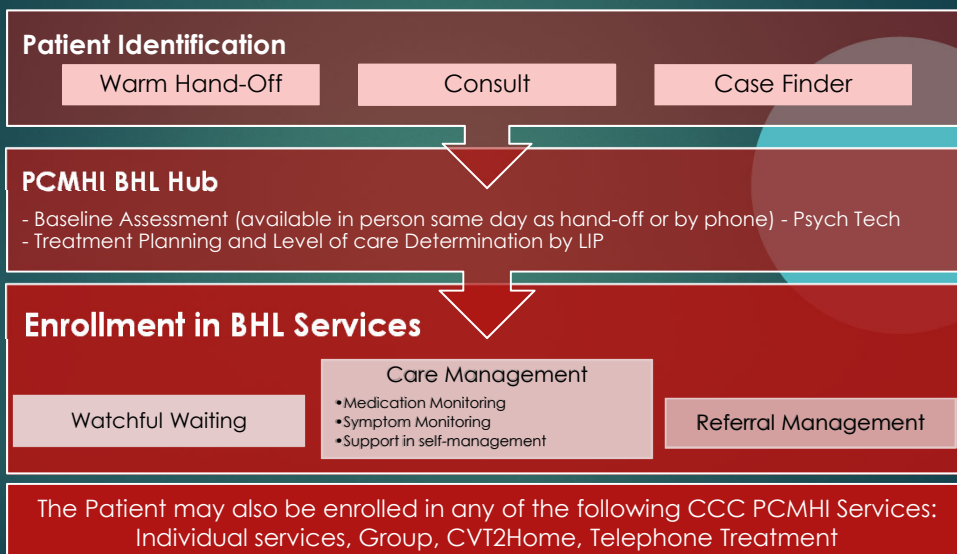 Patient Identification
Warm Hand-Off Consult Case Finder
PCMHI BHL Hub
- Baseline Assessment (available in person same day as hand-off or by phone) - Psych Tech
- Treatment Planning and Level of care Determination by LIP
Enrollment in BHL Services
Watchful Waiting
Care Management
•Medication Monitoring
•Symptom Monitoring
•Support in self-management
Referral Management
The Patient may also be enrolled in any of the following CCC PCMHI Services:
Individual services, Group, CVT2Home, Telephone Treatment